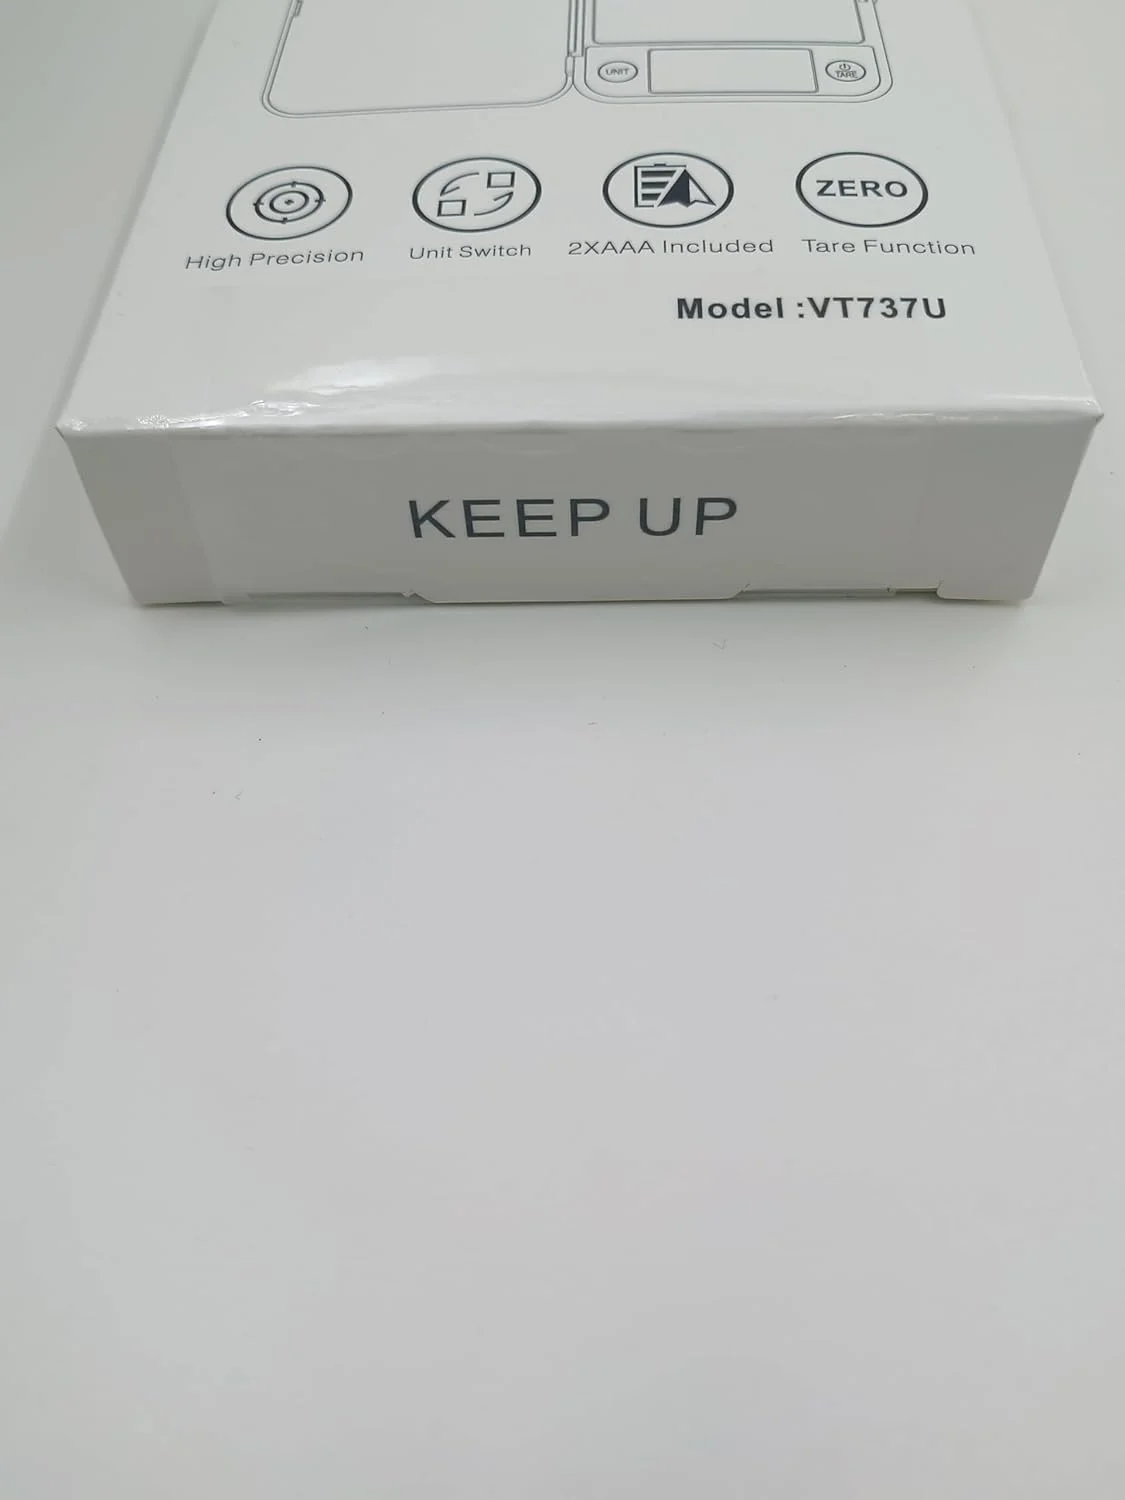 UNIT
TARE
ZERO
High Precision
Unit Switch
2XAAA Included
Tare Function
Model :VT737U
KEEP UP